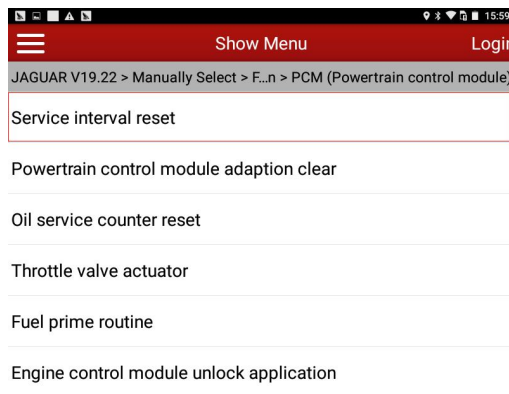 15:59
Show Menu
Login
JAGUAR V19.22 > Manually Select > F...n > PCM (Powertrain control module)
Service interval reset
Powertrain control module adaption clear
Oil service counter reset
Throttle valve actuator
Fuel prime routine
Engine control module unlock application